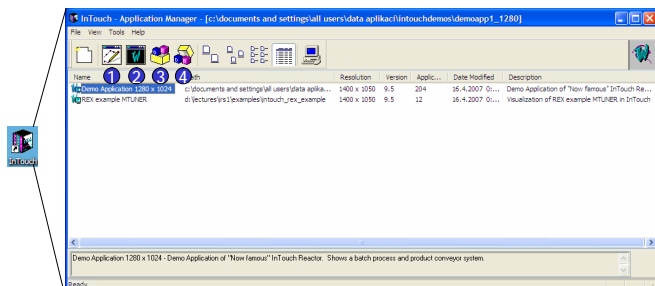 InTouch - Application Manager - [c:\documents and settings\all users\data aplikací\intouchdemos\demoapp1_1280]
File View Tools Help
1 2 3 4
Name Path Resolution Version Applic... Date Modified Description
Demo Application 1280 x 1024 c:\documents and settings\all users\data aplika... 1400 x 1050 9.5 204 16.4.2007 0:... Demo Application of "Now famous" InTouch Re...
REX example MTUNER d:\lectures\rs1\examples\intouch_rex_example 1400 x 1050 9.5 12 16.4.2007 0:... Visualization of REX example MTUNER in InTouch
InTouch
Demo Application 1280 x 1024 - Demo Application of "Now famous" InTouch Reactor. Shows a batch process and product conveyor system.
Ready